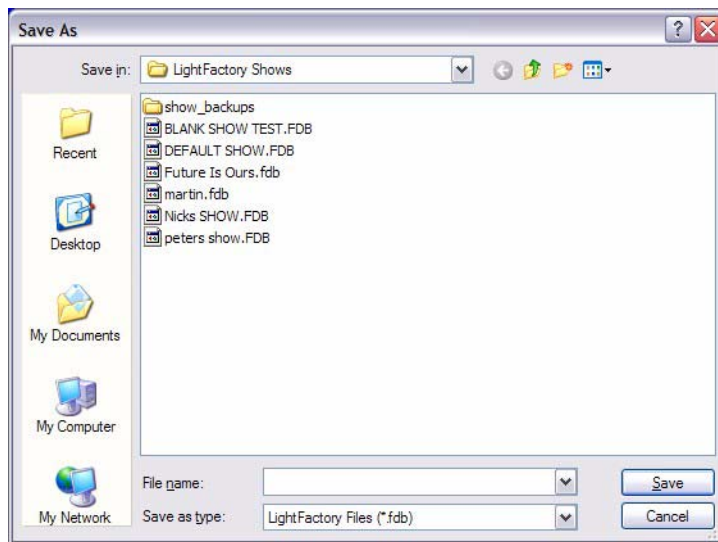 Save As
Save in: LightFactory Shows
show_backups
BLANK SHOW TEST.FDB
DEFAULT SHOW.FDB
Future Is Ours.fdb
martin.fdb
Nicks SHOW.FDB
peters show.FDB
Recent
Desktop
My Documents
My Computer
My Network
File name:
Save
Save as type: LightFactory Files (*.fdb)
Cancel